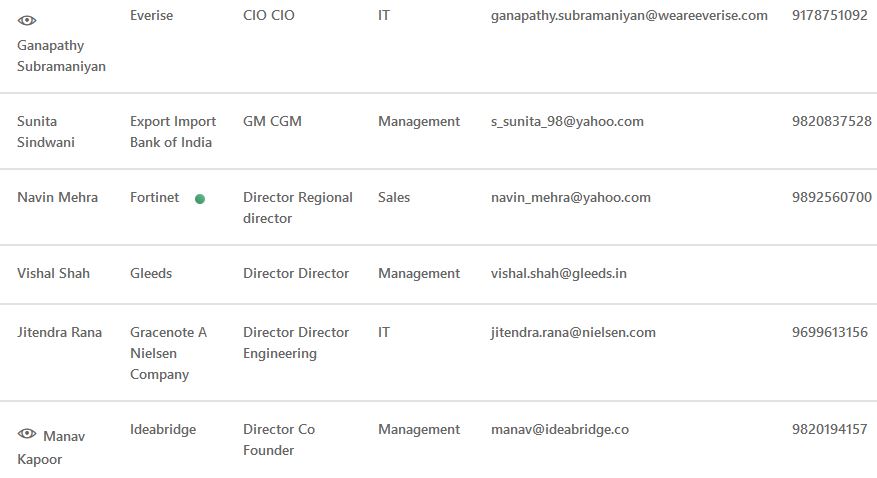 Ganapathy Subramaniyan Everise CIO CIO IT ganapathy.subramaniyan@weareeverise.com 9178751092
Sunita Sindwani Export Import Bank of India GM CGM Management s_sunita_98@yahoo.com 9820837528
Navin Mehra Fortinet Director Regional director Sales navin_mehra@yahoo.com 9892560700
Vishal Shah Gleeds Director Director Management vishal.shah@gleeds.in
Jitendra Rana Gracenote A Nielsen Company Director Director Engineering IT jitendra.rana@nielsen.com 9699613156
Manav Kapoor Ideabridge Director Co Founder Management manav@ideabridge.co 9820194157